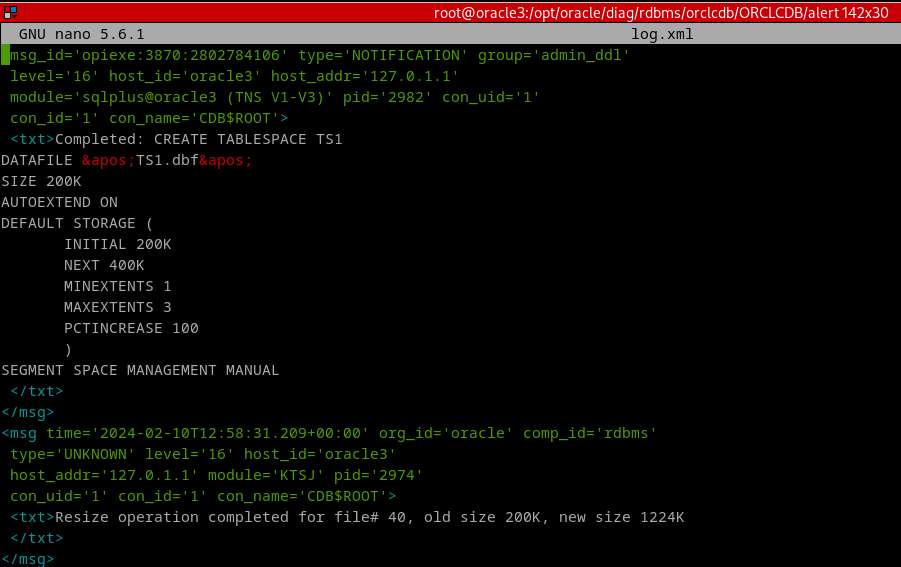 root@oracle3:/opt/oracle/diag/rdbms/orclcdb/ORCLCDB/alert 142x30
GNU nano 5.6.1 log.xml
msg_id='opiexe:3870:2802784106' type='NOTIFICATION' group='admin_ddl'
level='16' host_id='oracle3' host_addr='127.0.1.1'
module='sqlplus@oracle3 (TNS V1-V3)' pid='2982' con_uid='1'
con_id='1' con_name='CDB$ROOT'>
<txt>Completed: CREATE TABLESPACE TS1
DATAFILE &apos;TS1.dbf&apos;
SIZE 200K
AUTOEXTEND ON
DEFAULT STORAGE (
INITIAL 200K
NEXT 400K
MINEXTENTS 1
MAXEXTENTS 3
PCTINCREASE 100
)
SEGMENT SPACE MANAGEMENT MANUAL
</txt>
</msg>
<msg time='2024-02-10T12:58:31.209+00:00' org_id='oracle' comp_id='rdbms'
type='UNKNOWN' level='16' host_id='oracle3'
host_addr='127.0.1.1' module='KTSJ' pid='2974'
con_uid='1' con_id='1' con_name='CDB$ROOT'>
<txt>Resize operation completed for file# 40, old size 200K, new size 1224K
</txt>
</msg>